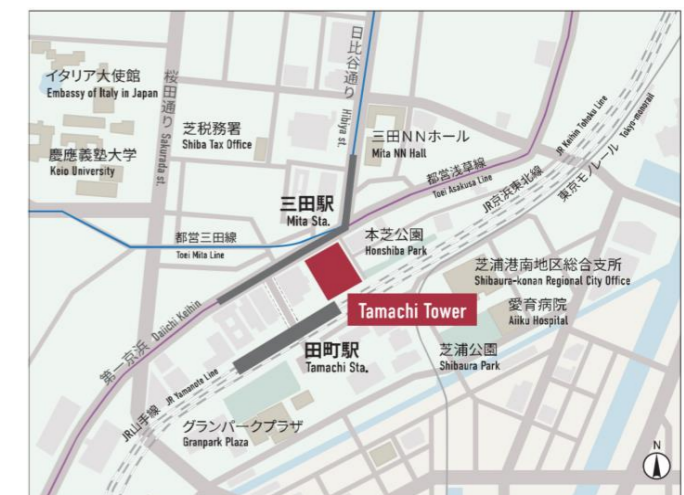 イタリア大使館
Embassy of Italy in Japan
桜田通り Sakurada st.
芝税務署
Shiba Tax Office
日比谷通り
Hibiya st.
三田NNホール
Mita NN Hall
JR Keihin Tohoku Line
Tokyo-monorail
慶應義塾大学
Keio University
都営浅草線
Toei Asakusa Line
JR京浜東北線
東京モノレール
三田駅
Mita Sta.
都営三田線
Toei Mita Line
本芝公園
Honshiba Park
芝浦港南地区総合支所
Shibaura-konan Regional City Office
Tamachi Tower
愛育病院
Aiiku Hospital
第一京浜 Daiichi Keihin
田町駅
Tamachi Sta.
芝浦公園
Shibaura Park
JR山手線 JR Yamanote Line
グランパークプラザ
Granpark Plaza
N